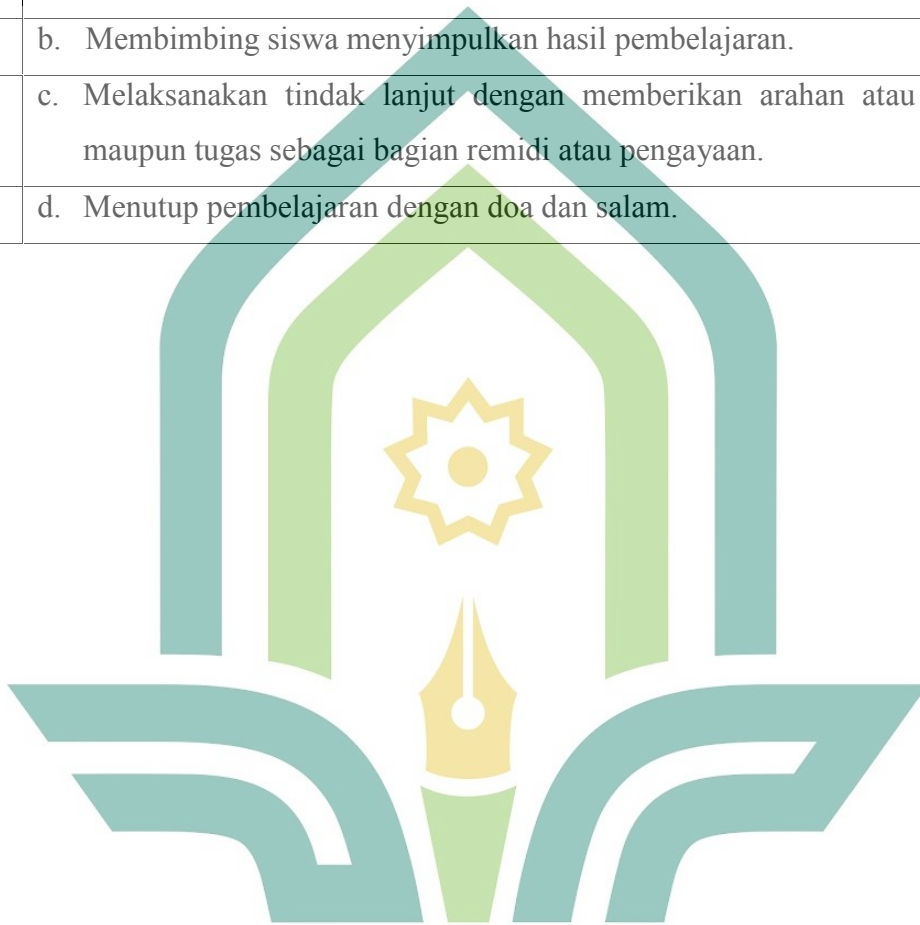 b. Membimbing siswa menyimpulkan hasil pembelajaran.
c. Melaksanakan tindak lanjut dengan memberikan arahan atau
maupun tugas sebagai bagian remidi atau pengayaan.
d. Menutup pembelajaran dengan doa dan salam.